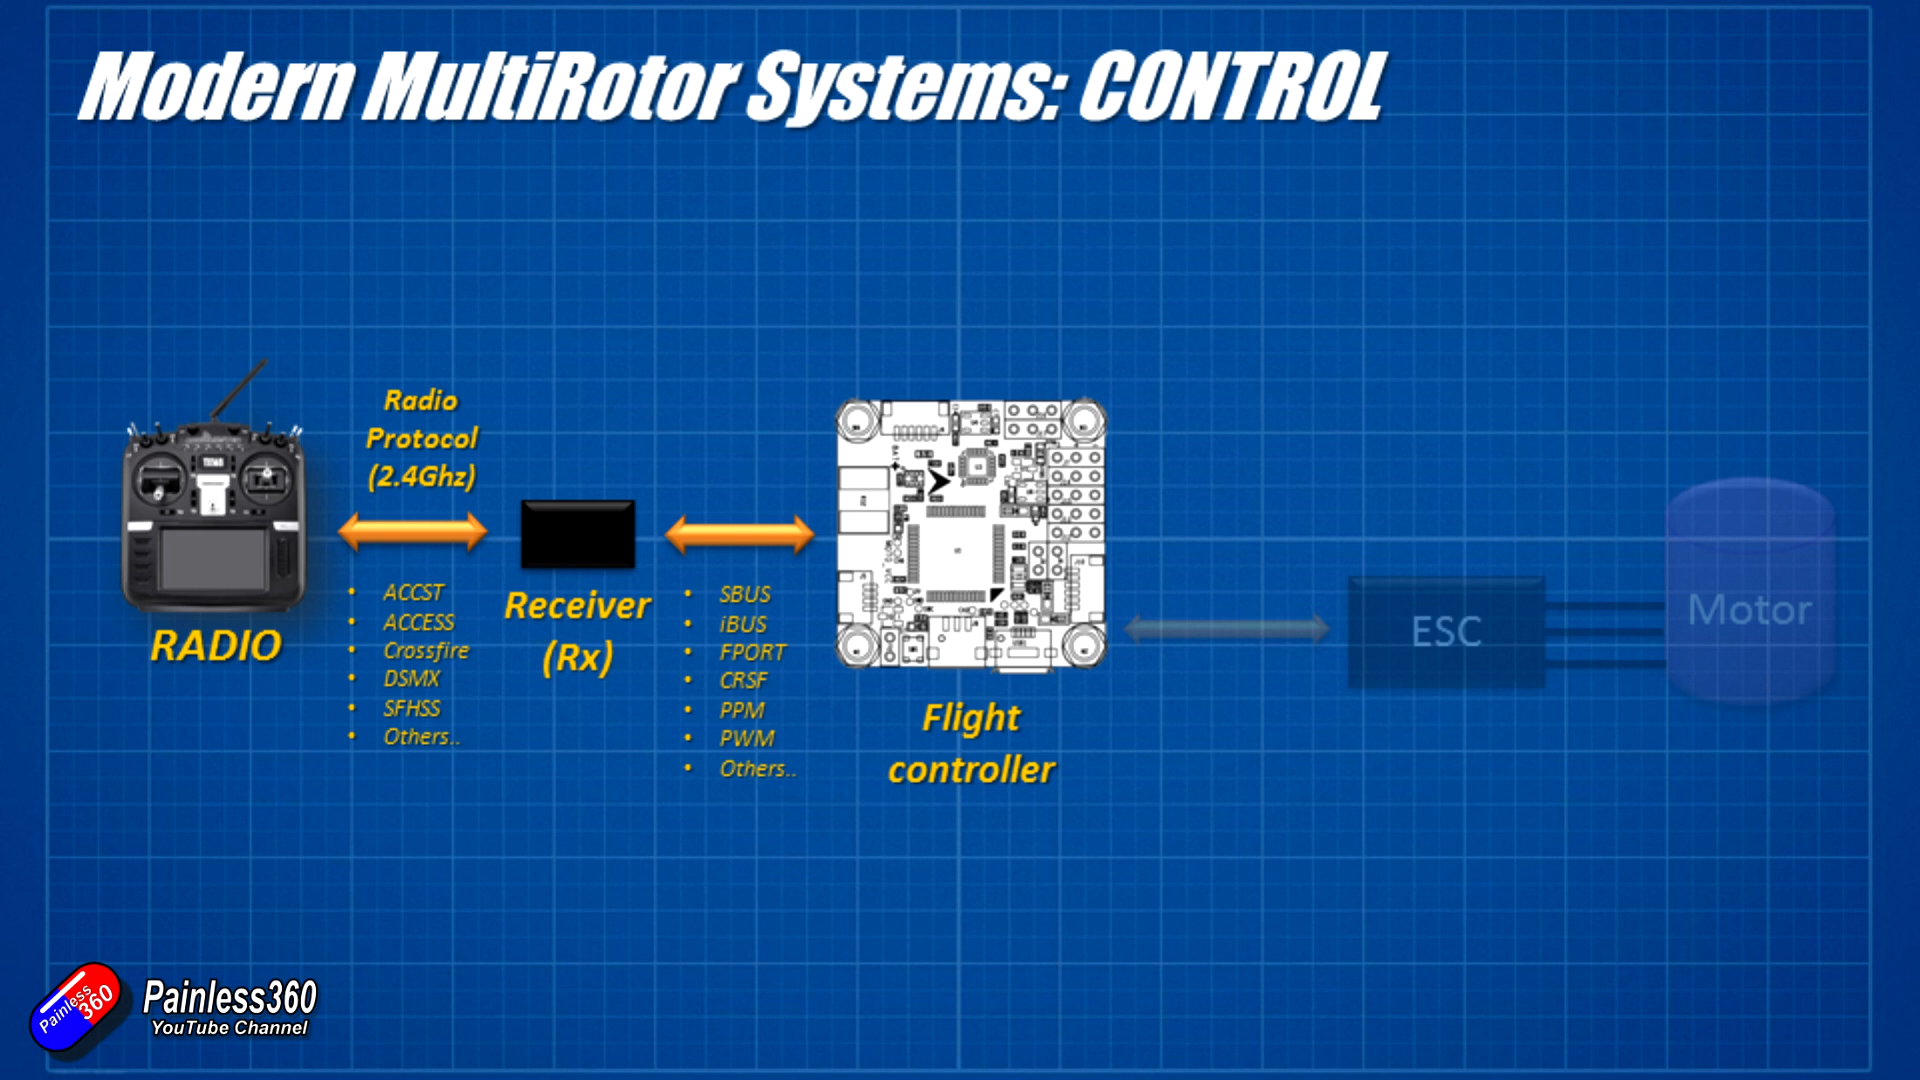 Modern MultiRotor Systems: CONTROL
Radio
Protocol
(2.4Ghz)
RADIO
• ACCST
• ACCESS
• Crossfire
• DSMX
• SFHSS
• Others..
Receiver
(Rx)
• SBUS
• iBUS
• FPORT
• CRSF
• PPM
• PWM
• Others..
Flight
controller
ESC
Motor
Painless
360
Painless360
YouTube Channel